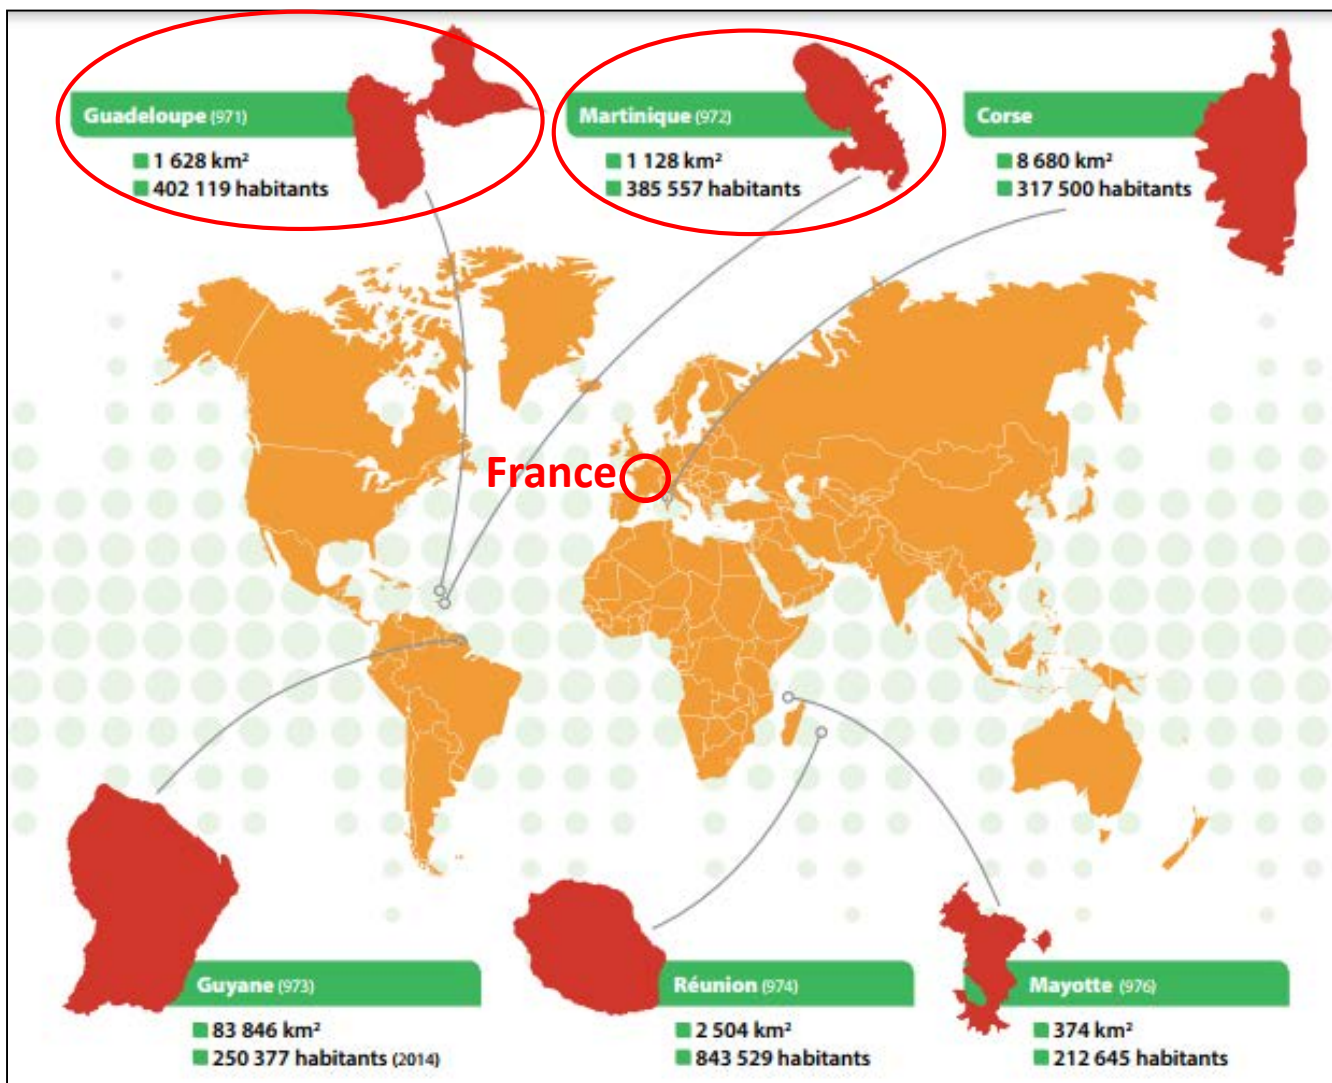 Guadeloupe (971)
1 628 km²
402 119 habitants
Martinique (972)
1 128 km²
385 557 habitants
Corse
8 680 km²
317 500 habitants
France
Guyane (973)
83 846 km²
250 377 habitants (2014)
Réunion (974)
2 504 km²
843 529 habitants
Mayotte (976)
374 km²
212 645 habitants